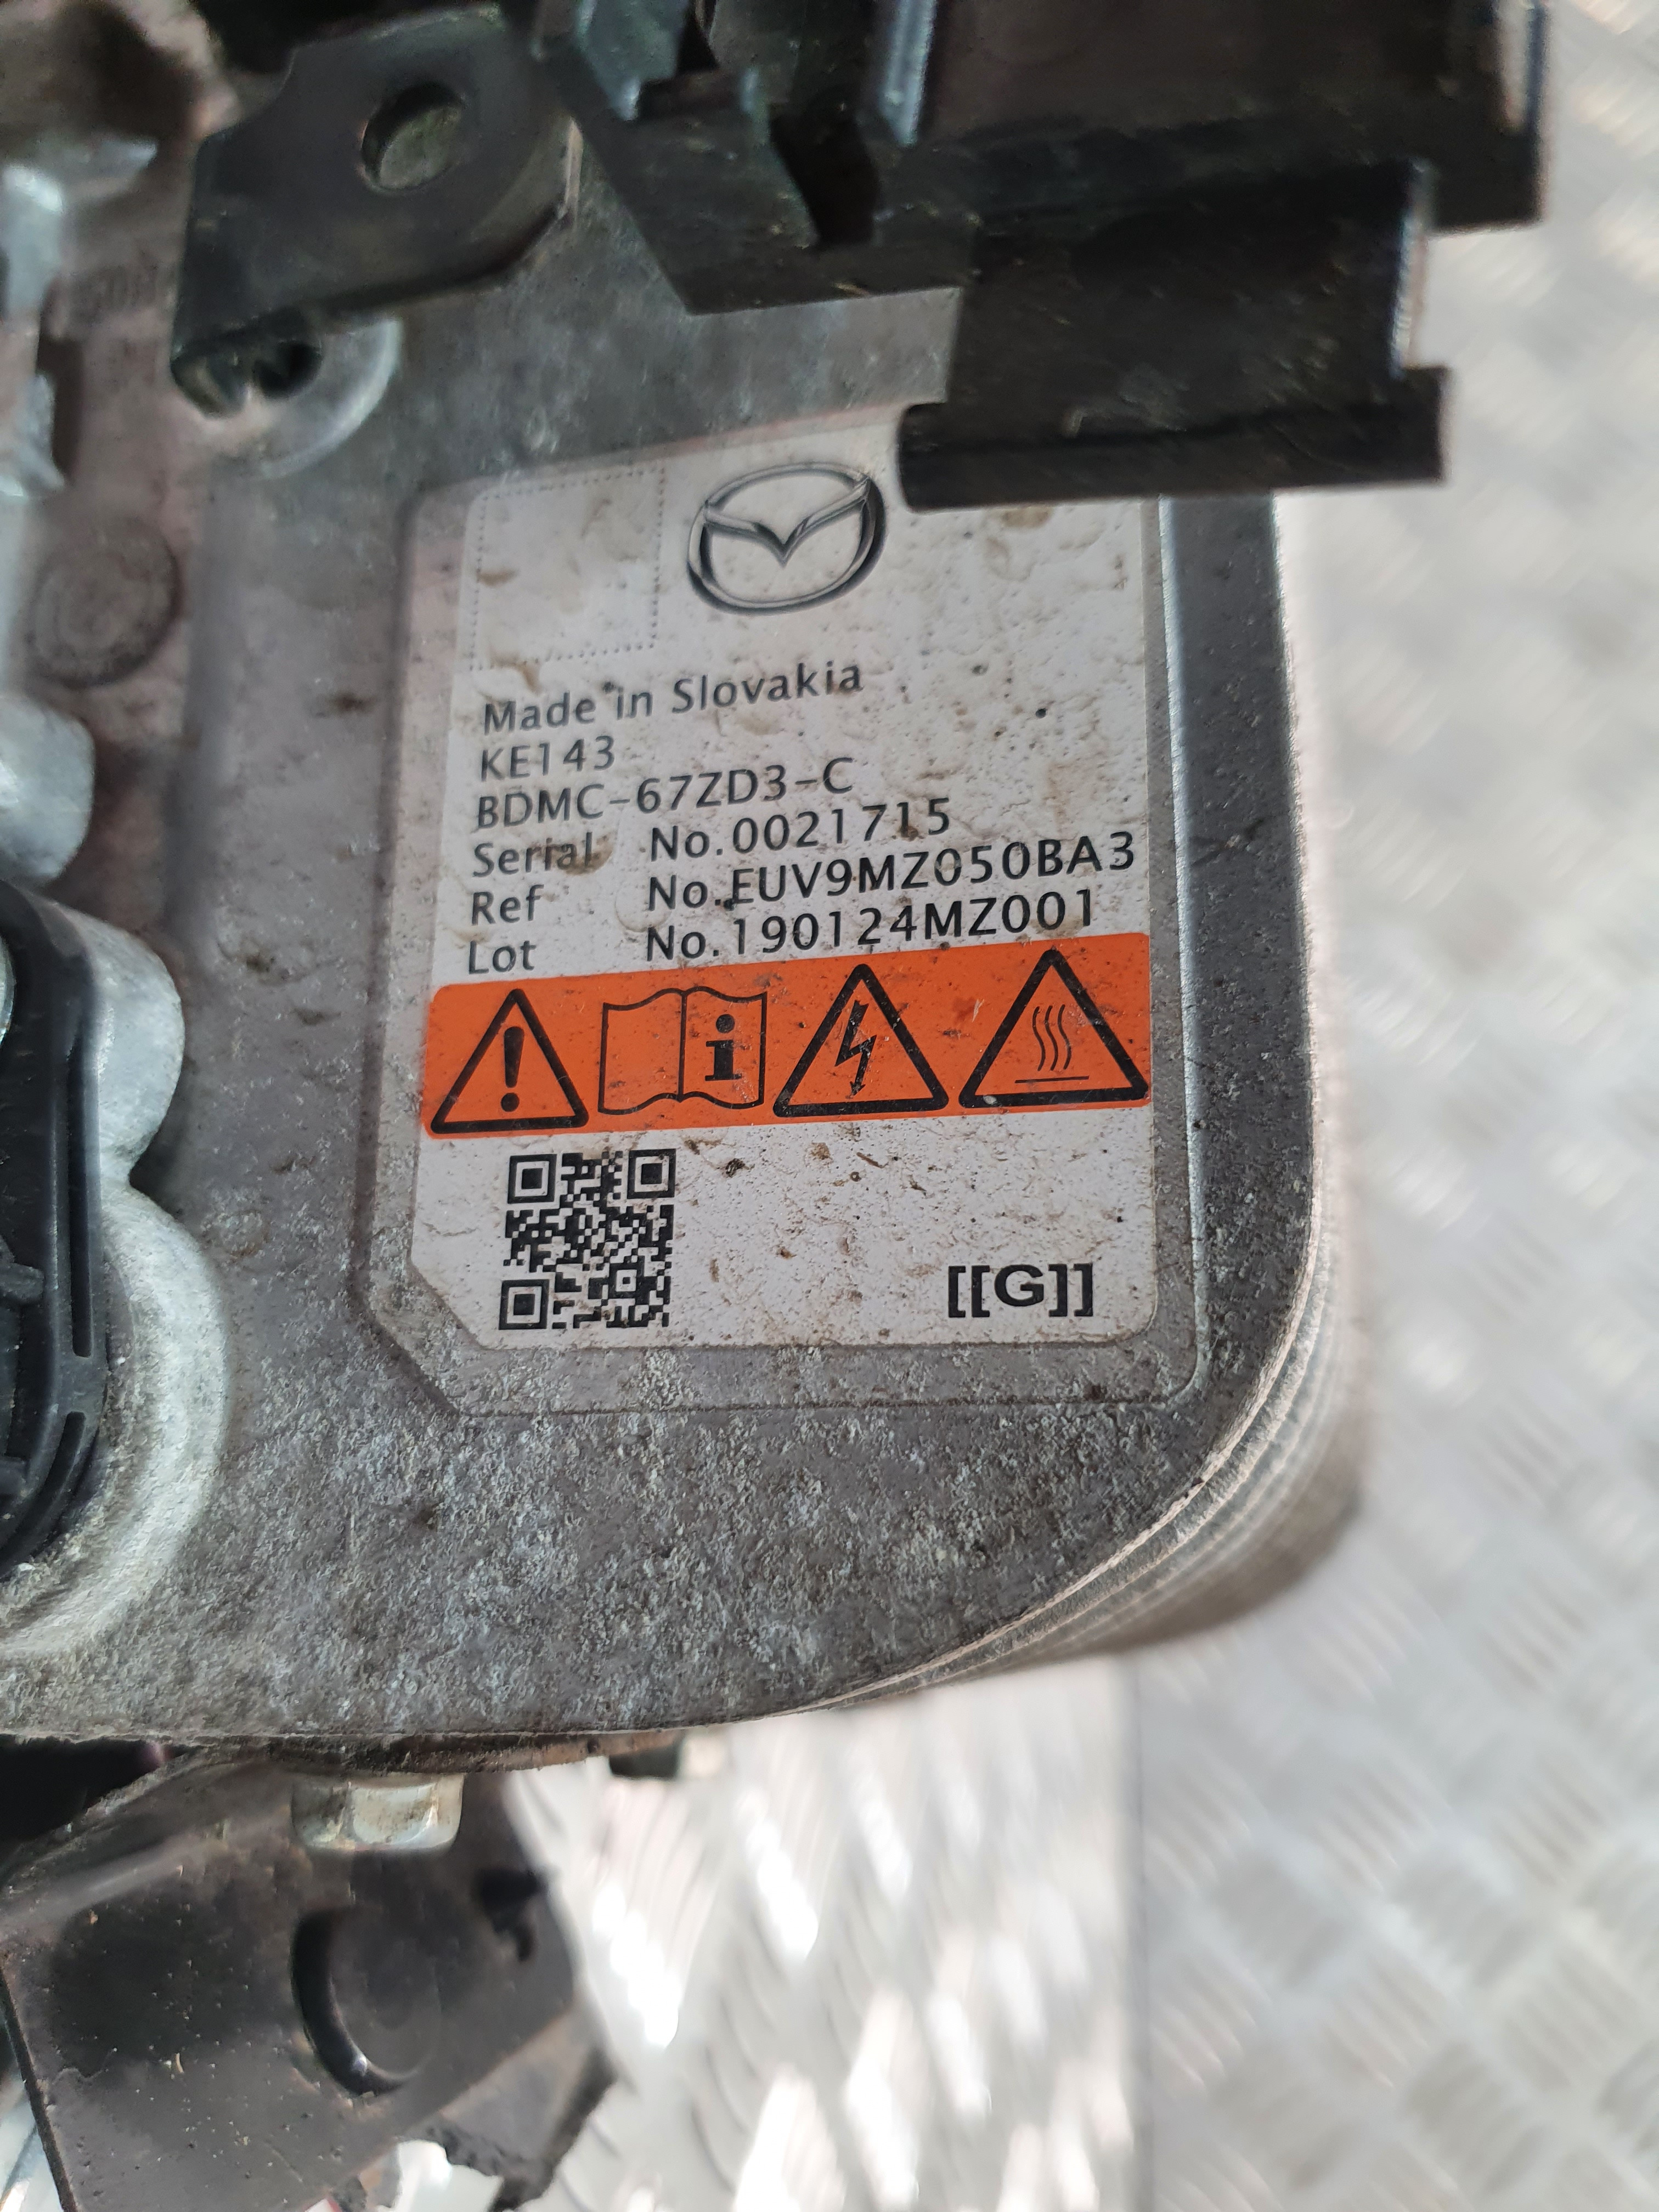 Made in Slovakia
KE143
BDMC-67ZD3-C
Serial No.0021715
Ref No.EUV9MZ050BA3
Lot No.190124MZ001
[[G]]